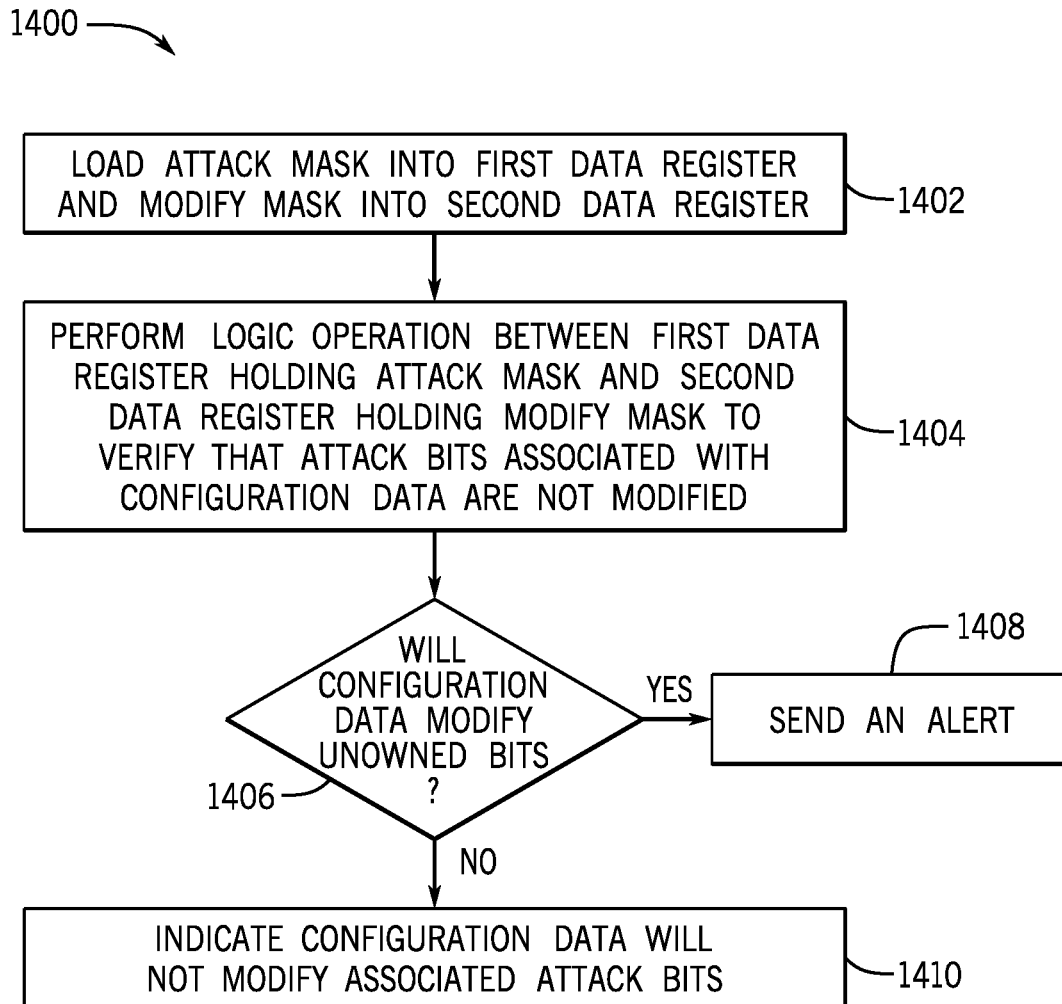 1400
LOAD ATTACK MASK INTO FIRST DATA REGISTER
AND MODIFY MASK INTO SECOND DATA REGISTER
1402
PERFORM LOGIC OPERATION BETWEEN FIRST DATA
REGISTER HOLDING ATTACK MASK AND SECOND
DATA REGISTER HOLDING MODIFY MASK TO
VERIFY THAT ATTACK BITS ASSOCIATED WITH
CONFIGURATION DATA ARE NOT MODIFIED
1404
WILL
CONFIGURATION
DATA MODIFY
UNOWNED BITS
?
1406
YES
1408
SEND AN ALERT
NO
INDICATE CONFIGURATION DATA WILL
NOT MODIFY ASSOCIATED ATTACK BITS
1410